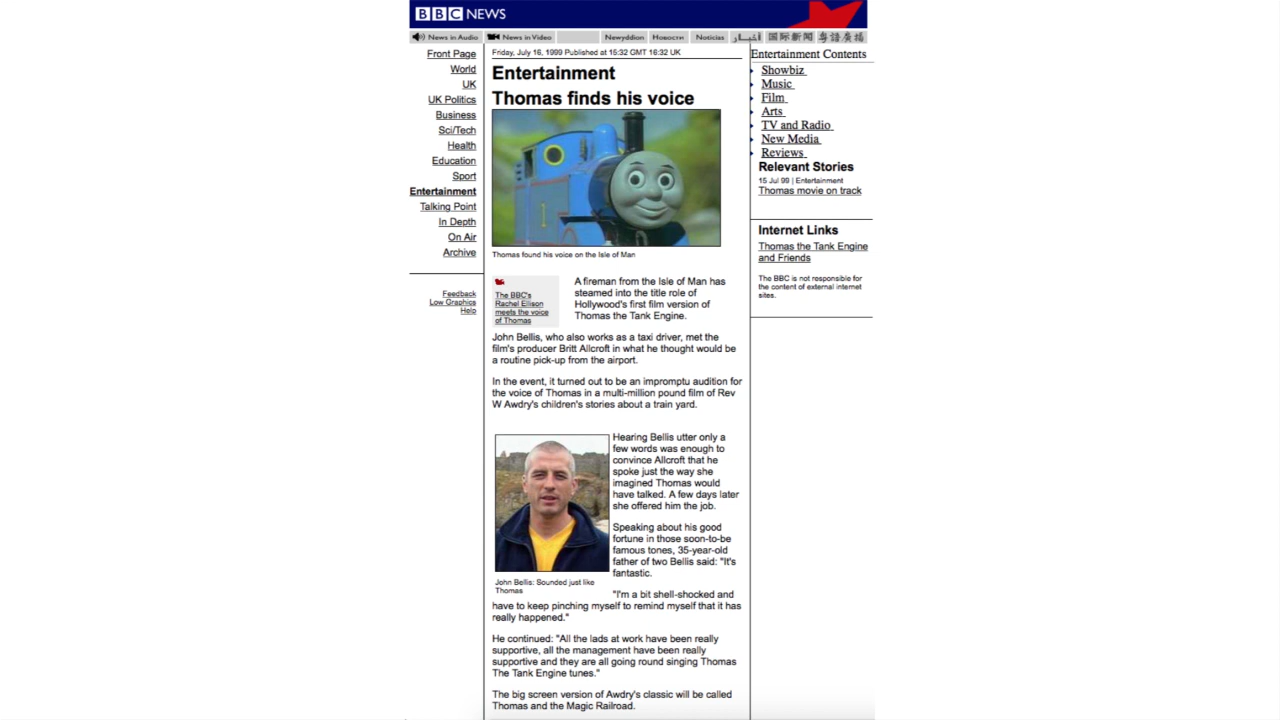 BBC NEWS
News in Audio News in Video Newyddion Новости Noticias أخبار 国际新闻 粤語廣播
Front Page
World
UK
UK Politics
Business
Sci/Tech
Health
Education
Sport
Entertainment
Talking Point
In Depth
On Air
Archive
Feedback
Low Graphics
Help
Friday, July 16, 1999 Published at 15:32 GMT 16:32 UK
Entertainment
Thomas finds his voice
1
Thomas found his voice on the Isle of Man
The BBC's
Rachel Ellison
meets the voice
of Thomas
A fireman from the Isle of Man has
steamed into the title role of
Hollywood's first film version of
Thomas the Tank Engine.
John Bellis, who also works as a taxi driver, met the
film's producer Britt Allcroft in what he thought would be
a routine pick-up from the airport.
In the event, it turned out to be an impromptu audition for
the voice of Thomas in a multi-million pound film of Rev
W Awdry's children's stories about a train yard.
Hearing Bellis utter only a
few words was enough to
convince Allcroft that he
spoke just the way she
imagined Thomas would
have talked. A few days later
she offered him the job.
Speaking about his good
fortune in those soon-to-be
famous tones, 35-year-old
father of two Bellis said: "It's
fantastic.
John Bellis: Sounded just like
Thomas
"I'm a bit shell-shocked and
have to keep pinching myself to remind myself that it has
really happened."
He continued: "All the lads at work have been really
supportive, all the management have been really
supportive and they are all going round singing Thomas
The Tank Engine tunes."
The big screen version of Awdry's classic will be called
Thomas and the Magic Railroad.
Entertainment Contents
Showbiz
Music
Film
Arts
TV and Radio
New Media
Reviews
Relevant Stories
15 Jul 99 | Entertainment
Thomas movie on track
Internet Links
Thomas the Tank Engine
and Friends
The BBC is not responsible for
the content of external internet
sites.